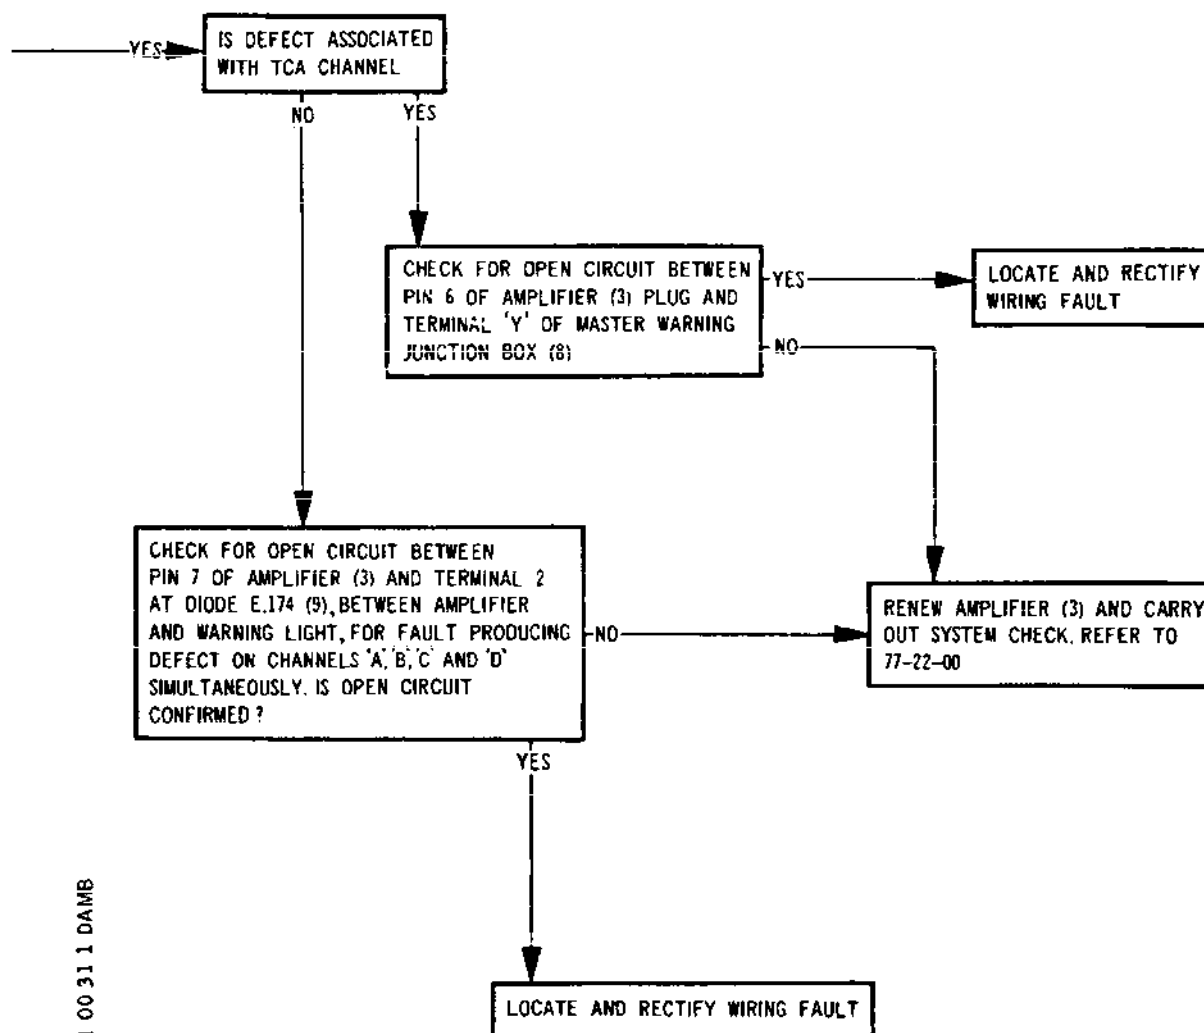 YES
IS DEFECT ASSOCIATED
WITH TCA CHANNEL
NO
YES
CHECK FOR OPEN CIRCUIT BETWEEN
PIN 6 OF AMPLIFIER (3) PLUG AND
TERMINAL 'Y' OF MASTER WARNING
JUNCTION BOX (8)
YES
LOCATE AND RECTIFY
WIRING FAULT
NO
CHECK FOR OPEN CIRCUIT BETWEEN
PIN 7 OF AMPLIFIER (3) AND TERMINAL 2
AT DIODE E.174 (9), BETWEEN AMPLIFIER
AND WARNING LIGHT, FOR FAULT PRODUCING
DEFECT ON CHANNELS 'A', 'B', 'C' AND 'D'
SIMULTANEOUSLY. IS OPEN CIRCUIT
CONFIRMED ?
NO
RENEW AMPLIFIER (3) AND CARRY
OUT SYSTEM CHECK. REFER TO
77-22-00
YES
LOCATE AND RECTIFY WIRING FAULT
00 31 1 DAMB